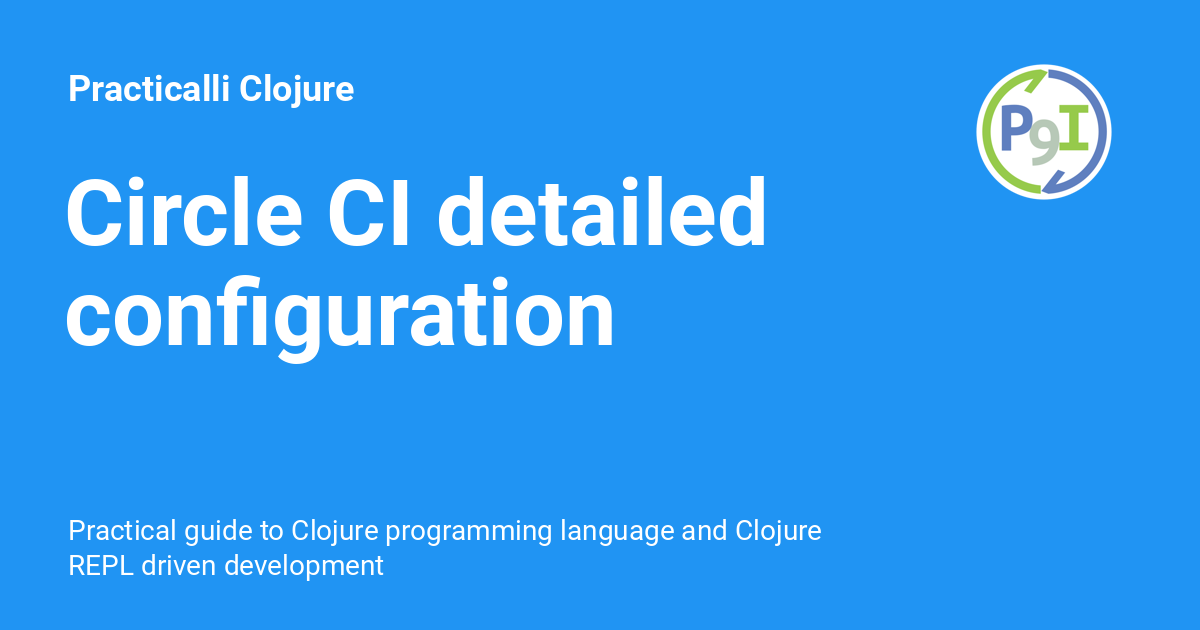 Practicalli Clojure
P9I
Circle CI detailed
configuration
Practical guide to Clojure programming language and Clojure
REPL driven development